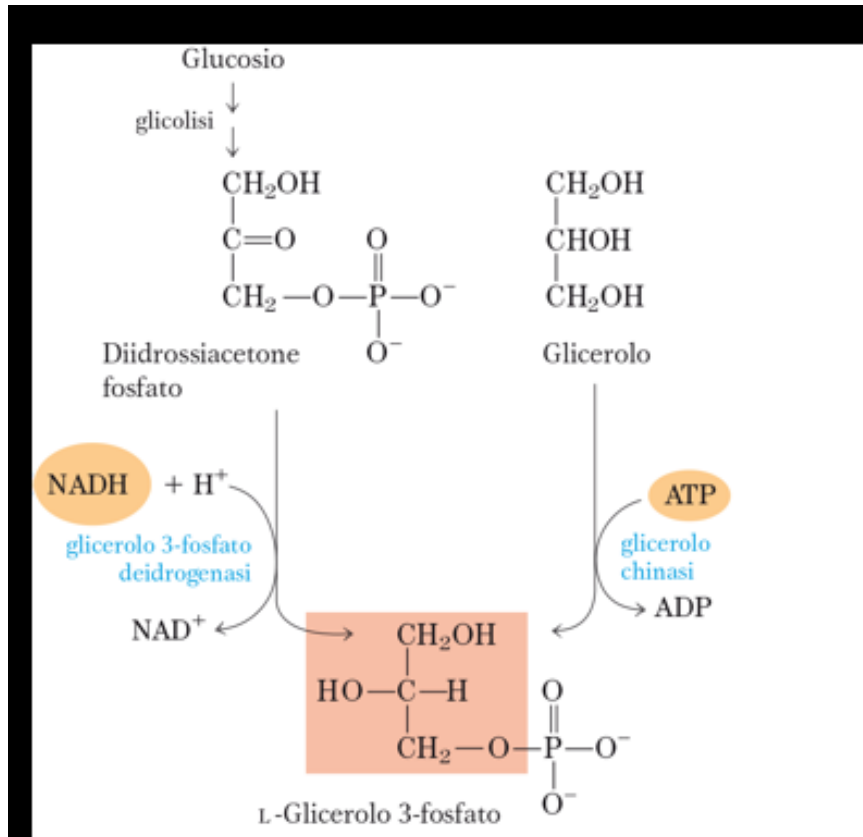 Glucosio
glicolisi
CH₂OH
C=O
CH₂—O—P—O⁻
O
O⁻
Diidrossiacetone
fosfato
CH₂OH
CHOH
CH₂OH
Glicerolo
NADH + H⁺
glicerolo 3-fosfato
deidrogenasi
NAD⁺
ATP
glicerolo
chinasi
ADP
CH₂OH
HO—C—H
CH₂—O—P—O⁻
O
O⁻
L-Glicerolo 3-fosfato